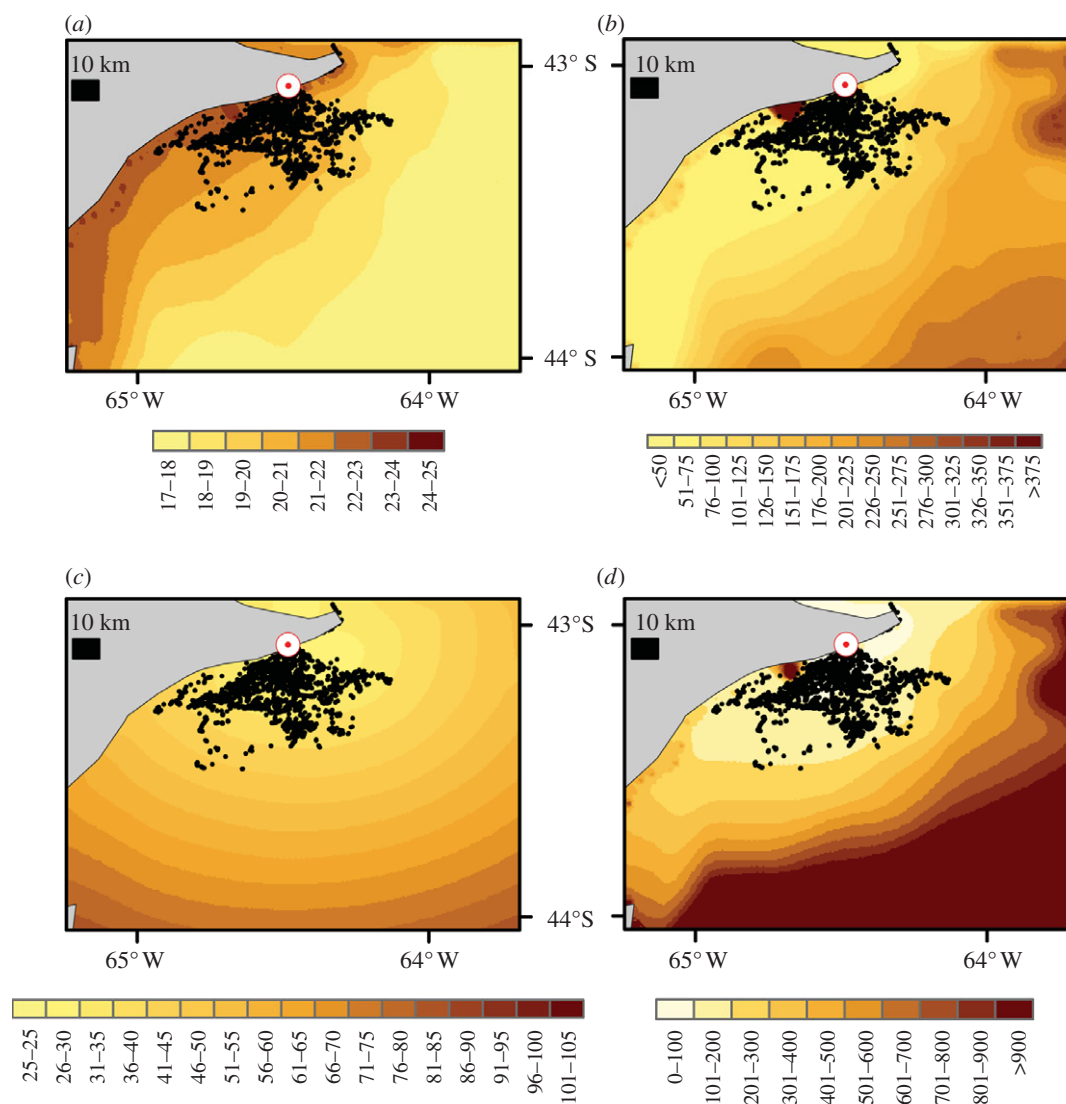 (a)
(b)
10 km
43° S
10 km
44° S
65° W
64° W
65° W
64° W
17–18
18–19
19–20
20–21
21–22
22–23
23–24
24–25
<50
51–75
76–100
101–125
126–150
151–175
176–200
201–225
226–250
251–275
276–300
301–325
326–350
351–375
>375
(c)
(d)
10 km
43° S
10 km
44°S
65° W
64° W
65° W
64° W
25–25
26–30
31–35
36–40
41–45
46–50
51–55
56–60
61–65
66–70
71–75
76–80
81–85
86–90
91–95
96–100
101–105
0–100
101–200
201–300
301–400
401–500
501–600
601–700
701–800
801–900
>900